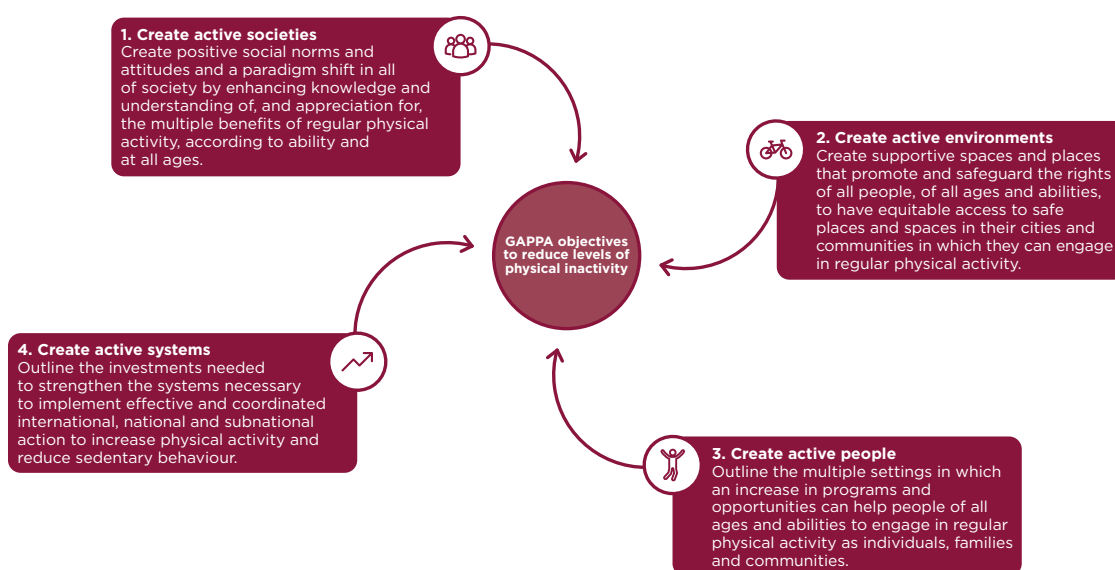 1. Create active societies
Create positive social norms and
attitudes and a paradigm shift in all
of society by enhancing knowledge and
understanding of, and appreciation for,
the multiple benefits of regular physical
activity, according to ability and
at all ages.
2. Create active environments
Create supportive spaces and places
that promote and safeguard the rights
of all people, of all ages and abilities,
to have equitable access to safe
places and spaces in their cities and
communities in which they can engage
in regular physical activity.
GAPPA objectives
to reduce levels of
physical inactivity
4. Create active systems
Outline the investments needed
to strengthen the systems necessary
to implement effective and coordinated
international, national and subnational
action to increase physical activity and
reduce sedentary behaviour.
3. Create active people
Outline the multiple settings in which
an increase in programs and
opportunities can help people of all
ages and abilities to engage in regular
physical activity as individuals, families
and communities.